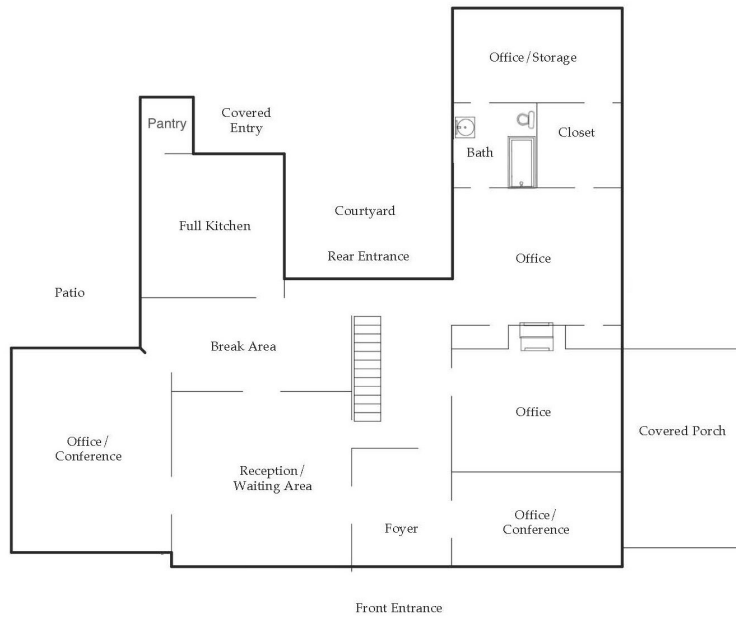 Office/Storage
Pantry
Covered
Entry
Bath
Closet
Courtyard
Full Kitchen
Rear Entrance
Office
Patio
Break Area
Office
Covered Porch
Office/
Conference
Reception/
Waiting Area
Foyer
Office/
Conference
Front Entrance